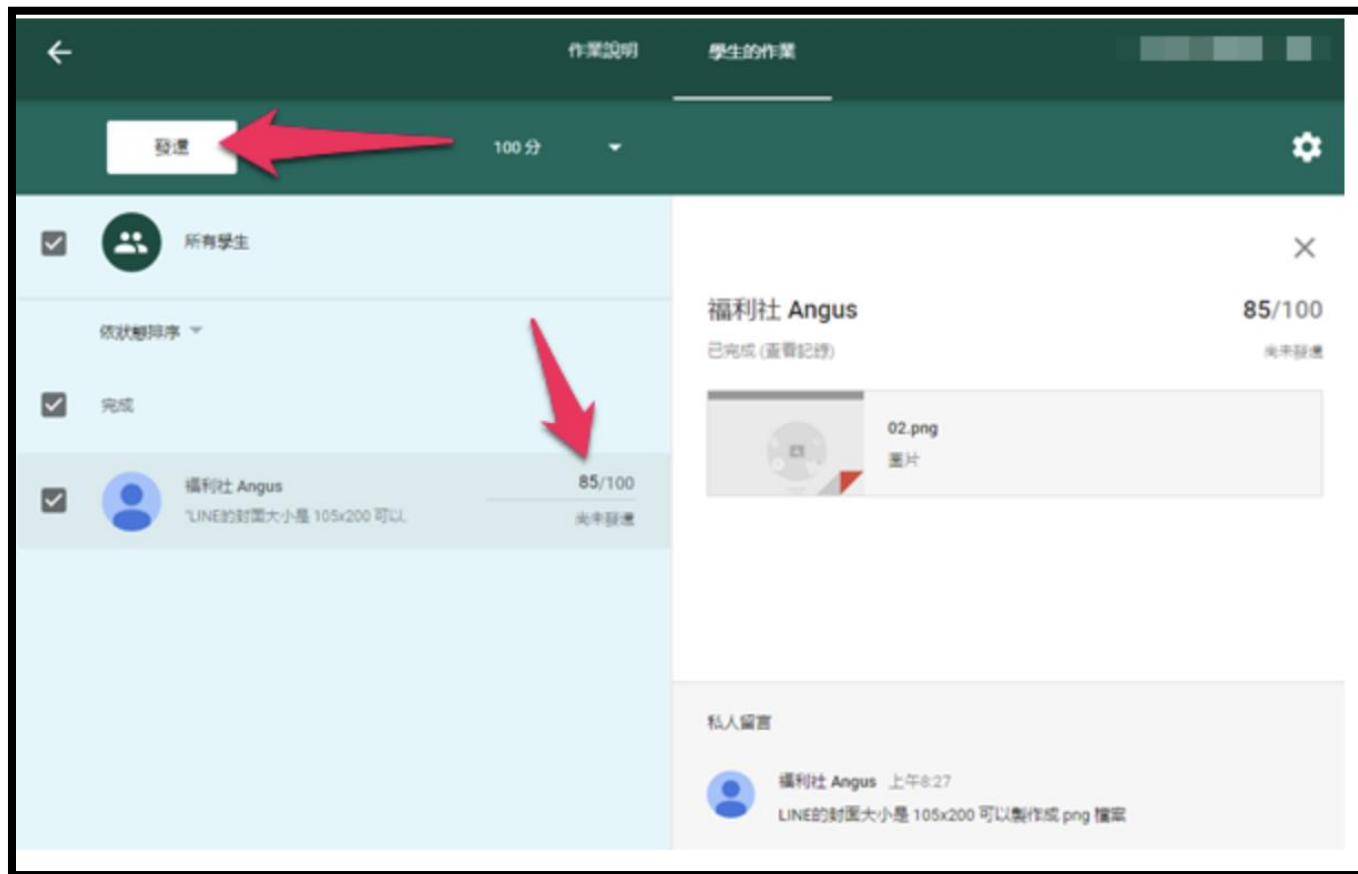 作業說明
學生的作業
發還
100 分
所有學生
依狀態排序
完成
福利社 Angus
"LINE的封面大小是 105x200 可以
85/100
尚未發還
福利社 Angus
85/100
已完成 (查看記錄)
尚未發還
02.png
圖片
私人留言
福利社 Angus 上午8:27
LINE的封面大小是 105x200 可以製作成 png 檔案